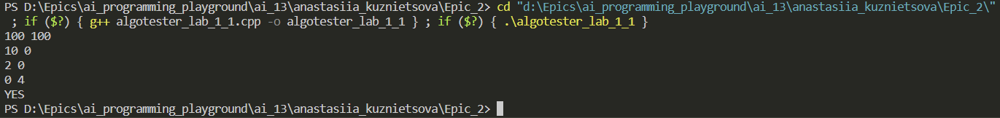 PS D:\Epics\ai_programming_playground\ai_13\anastasiia_kuznietsova\Epic_2> cd "d:\Epics\ai_programming_playground\ai_13\anastasiia_kuznietsova\Epic_2\"
; if ($?) { g++ algotester_lab_1_1.cpp -o algotester_lab_1_1 } ; if ($?) { .\algotester_lab_1_1 }
100 100
10 0
2 0
0 4
YES
PS D:\Epics\ai_programming_playground\ai_13\anastasiia_kuznietsova\Epic_2>